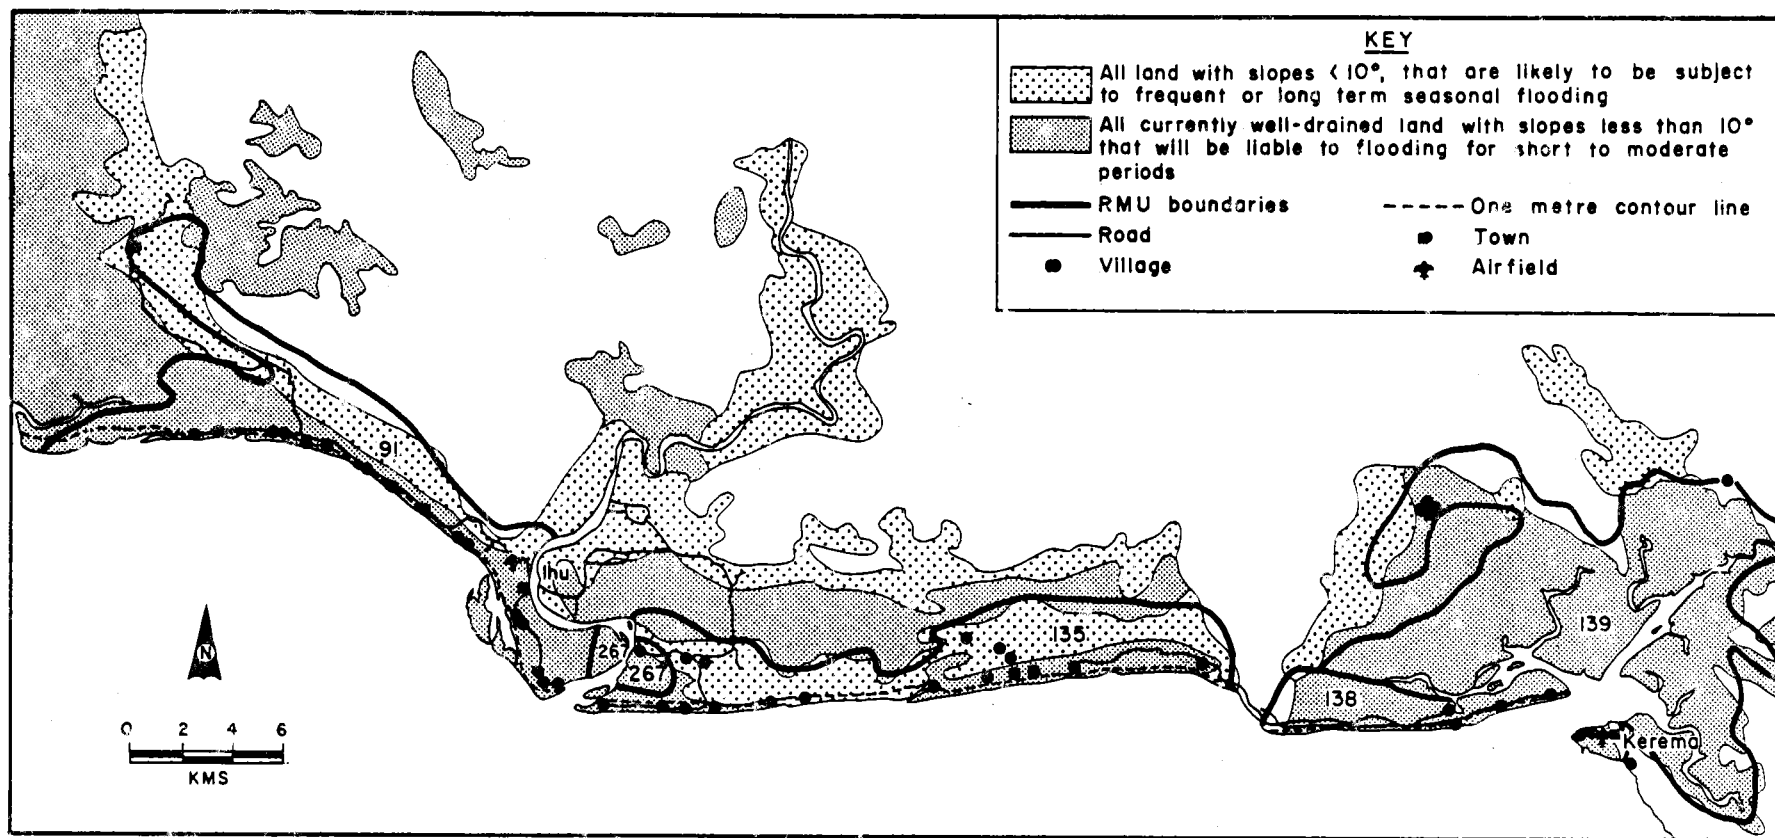 KEY
All land with slopes < 10°, that are likely to be subject
to frequent or long term seasonal flooding
All currently well-drained land with slopes less than 10°
that will be liable to flooding for short to moderate
periods
RMU boundaries
One metre contour line
Road
Town
Village
Airfield
91
Ihu
135
139
267
267
138
N
Kerema
0 2 4 6
KMS